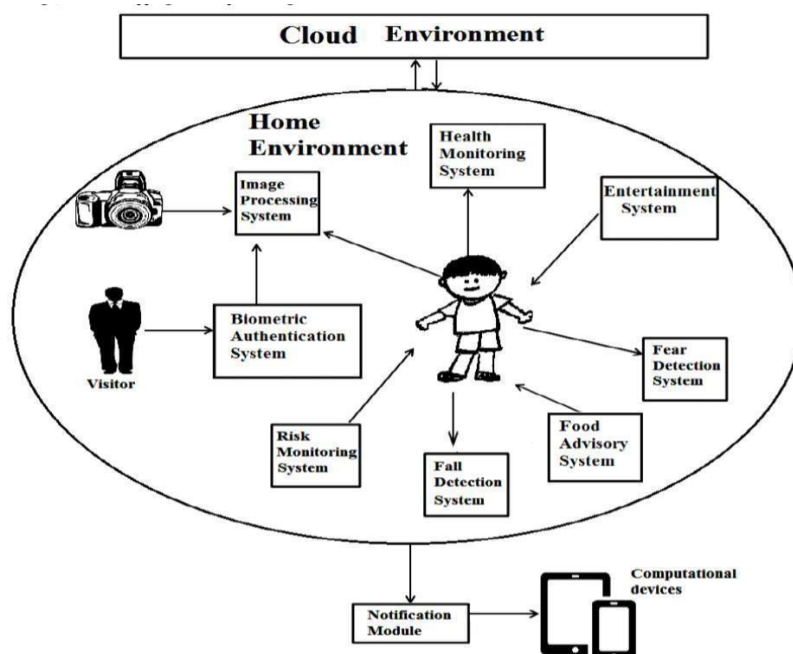 Cloud Environment
Home
Environment
Health
Monitoring
System
Image
Processing
System
Entertainment
System
Biometric
Authentication
System
Visitor
Fear
Detection
System
Risk
Monitoring
System
Food
Advisory
System
Fall
Detection
System
Computational
devices
Notification
Module